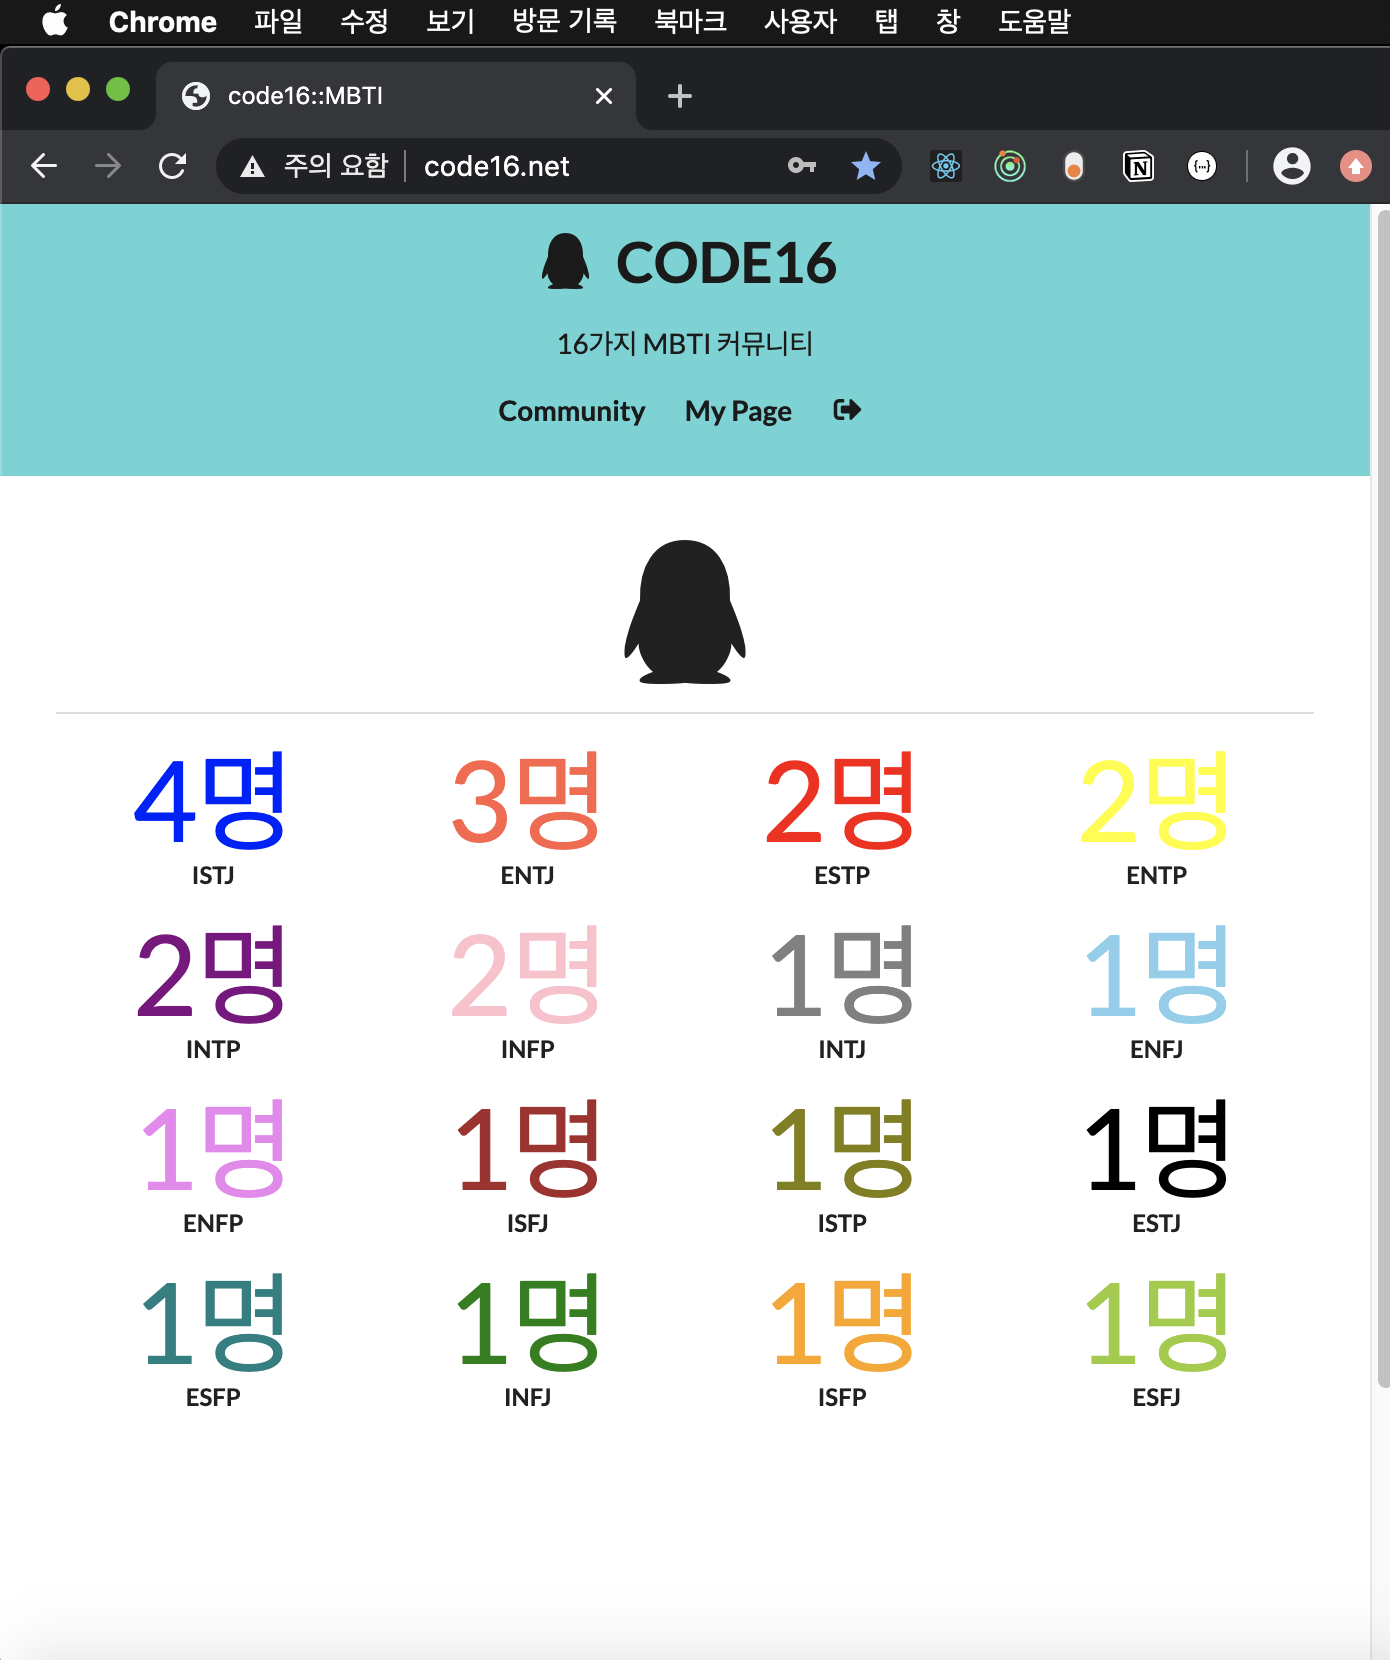 Chrome 파일 수정 보기 방문 기록 북마크 사용자 탭 창 도움말
code16::MBTI
주의 요함 code16.net
CODE16
16가지 MBTI 커뮤니티
Community My Page
4명 3명 2명 2명
ISTJ ENTJ ESTP ENTP
2명 2명 1명 1명
INTP INFP INTJ ENFJ
1명 1명 1명 1명
ENFP ISFJ ISTP ESTJ
1명 1명 1명 1명
ESFP INFJ ISFP ESFJ